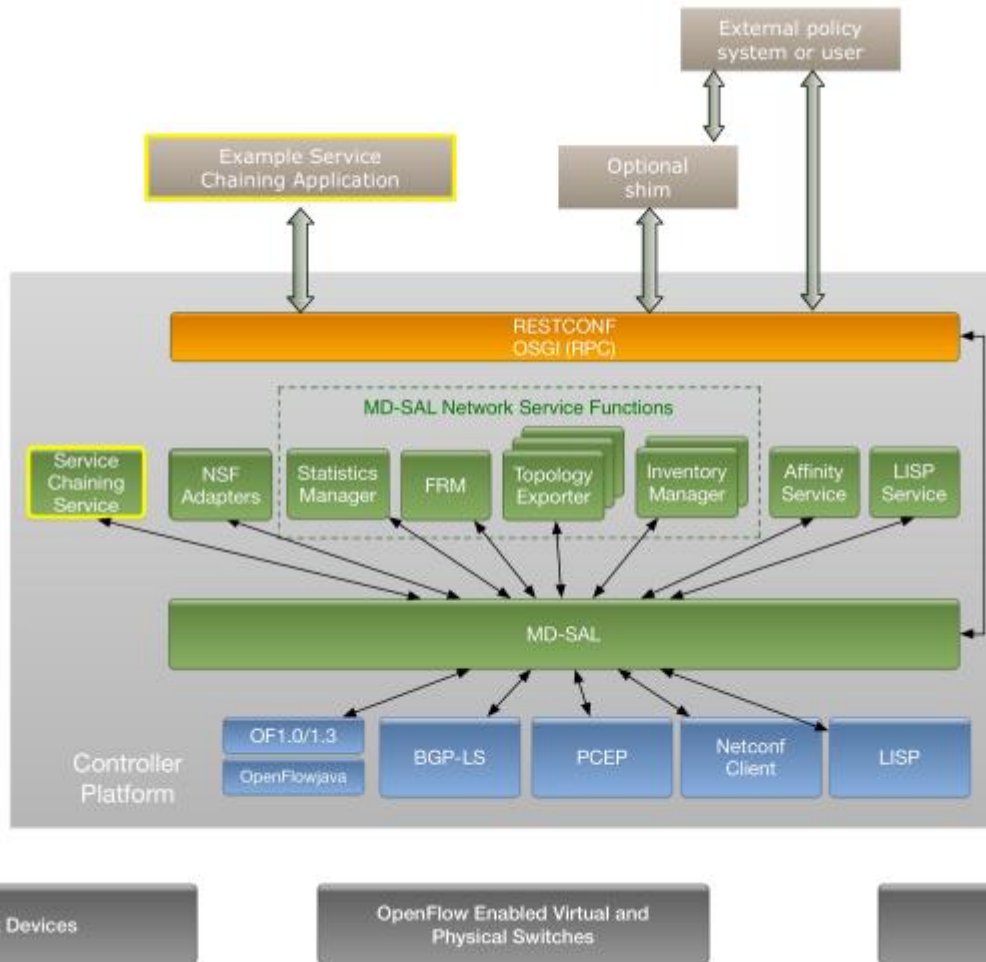 External policy
system or user
Example Service
Chaining Application
Optional
shim
RESTCONF
OSGI (RPC)
MD-SAL Network Service Functions
Service
Chaining
Service
NSF
Adapters
Statistics
Manager
FRM
Topology
Exporter
Inventory
Manager
Affinity
Service
LISP
Service
MD-SAL
OF1.0/1.3
OpenFlowjava
BGP-LS
PCEP
Netconf
Client
LISP
Controller
Platform
Devices
OpenFlow Enabled Virtual and
Physical Switches